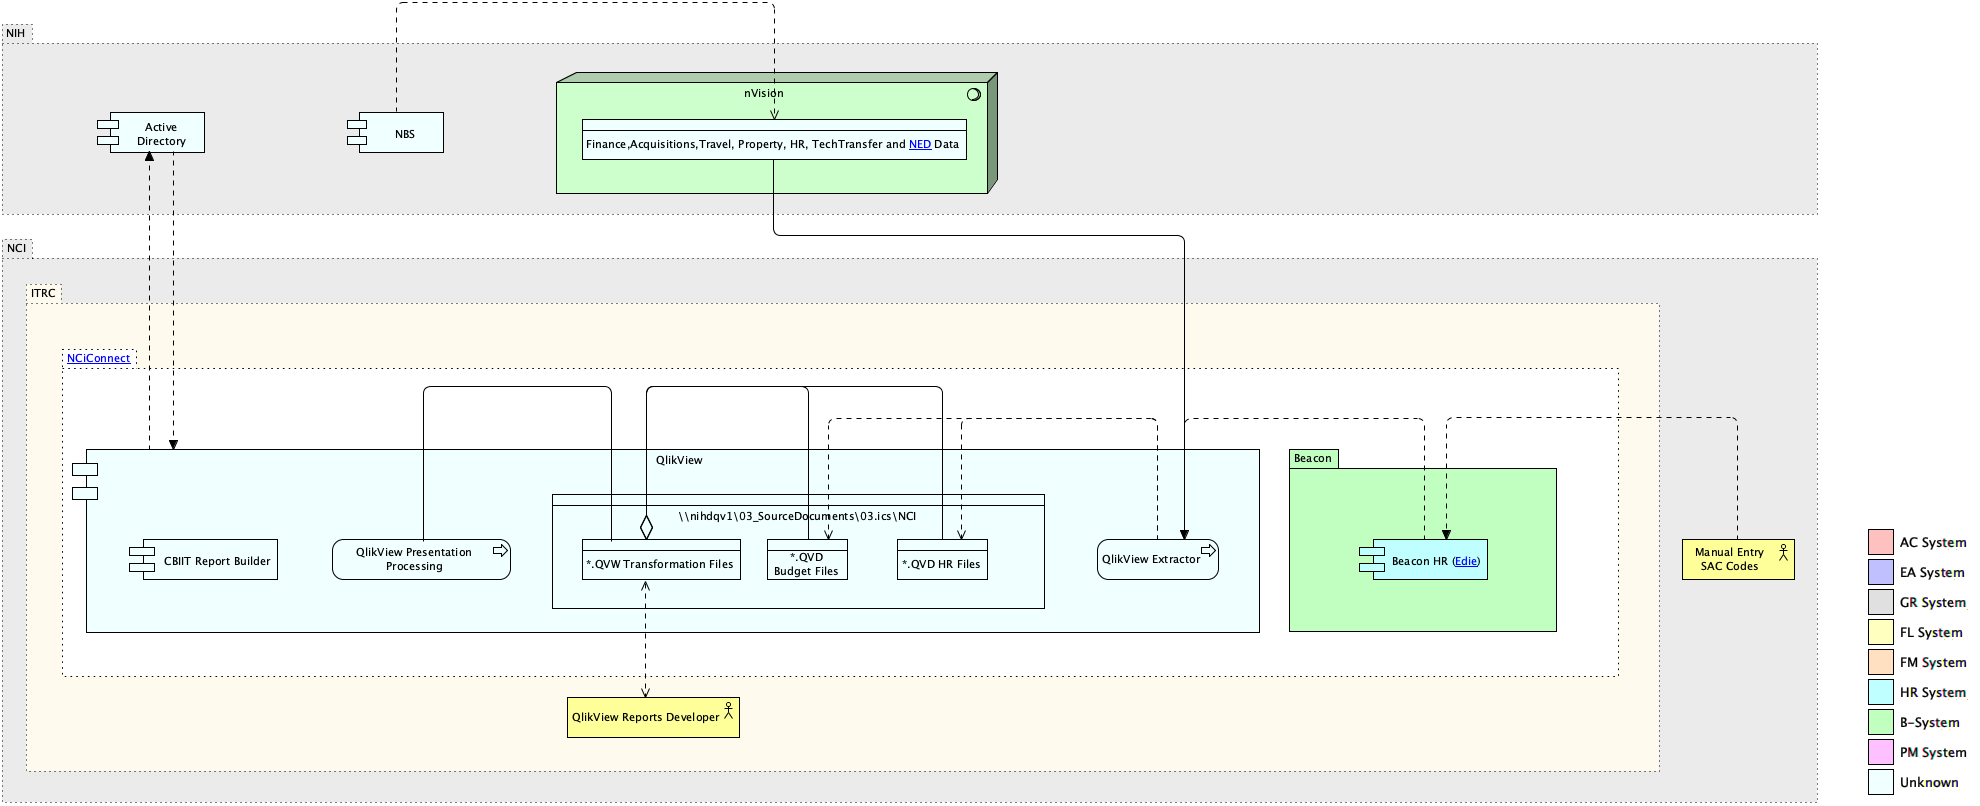 NIH
nVision
Active
Directory
NBS
Finance,Acquisitions,Travel, Property, HR, TechTransfer and NED Data
NCI
ITRC
NCiConnect
QlikView
Beacon
\\nihdqv1\03_SourceDocuments\03.ics\NCI
CBIIT Report Builder
QlikView Presentation
Processing
*.QVW Transformation Files
*.QVD
Budget Files
*.QVD HR Files
QlikView Extractor
Beacon HR (Edie)
Manual Entry
SAC Codes
QlikView Reports Developer
AC System
EA System
GR System
FL System
FM System
HR System
B-System
PM System
Unknown